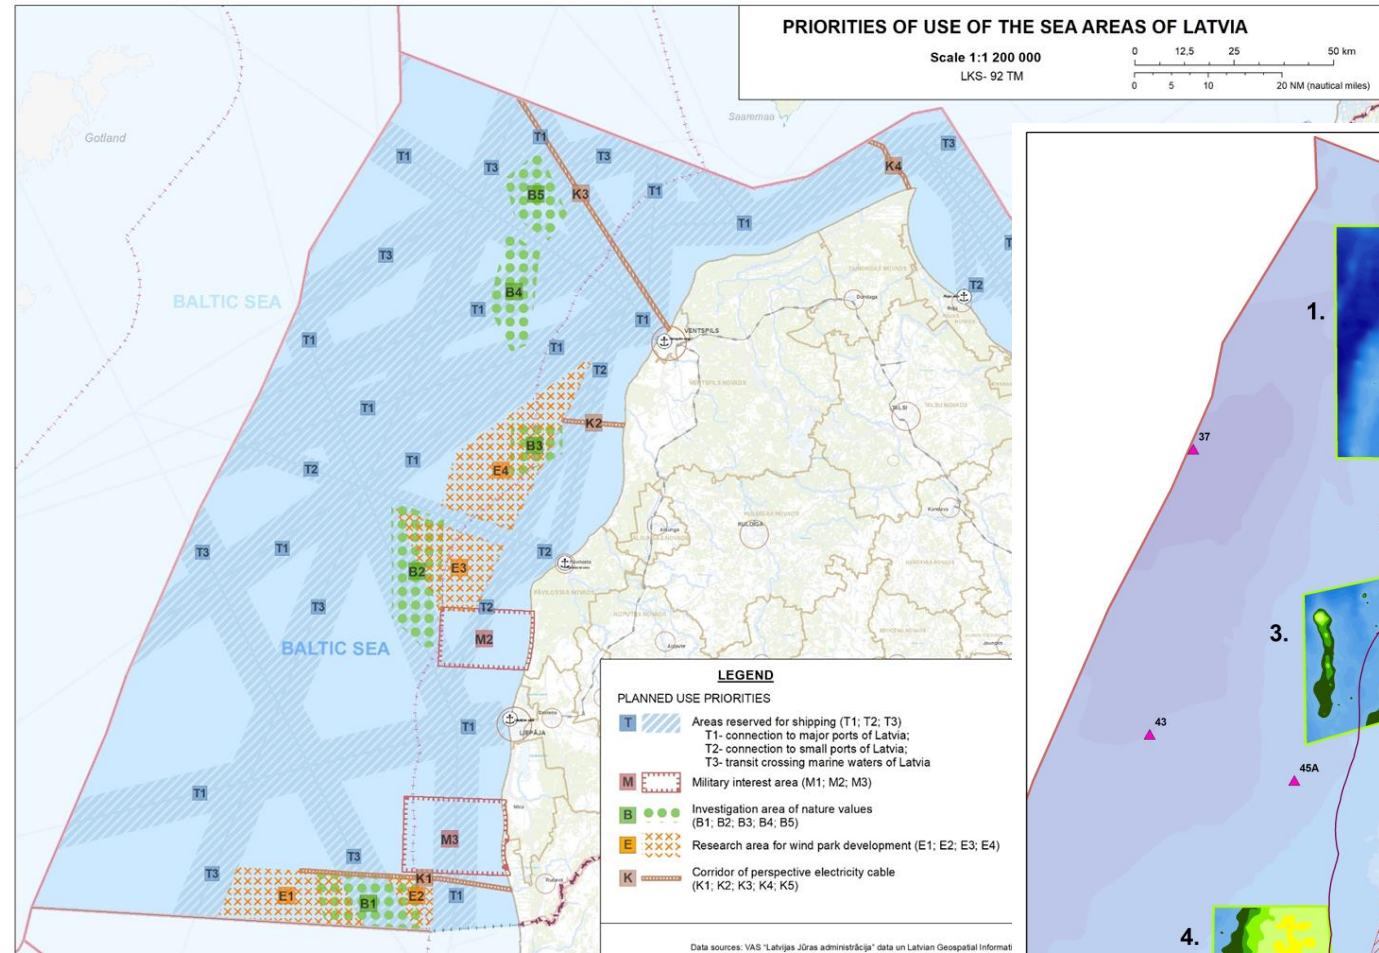 PRIORITIES OF USE OF THE SEA AREAS OF LATVIA
Scale 1:1 200 000
LKS- 92 TM
0 12,5 25 50 km
0 5 10 20 NM (nautical miles)
Gotland
Saaremaa
T1
T3
T1
T3
K4
T3
B5
K3
T1
T1
T3
T2
BALTIC SEA
B4
T1
T1
VENTSPILS
T1
T1
T2
T1
K2
B3
T1
T2
E4
TALSI
KULDĪGA
T3
T1
T2
B2
E3
T3
T2
M2
BALTIC SEA
T1
LIEPĀJA
T1
M3
T3
T3
K1
E1
B1
E2
T1
LEGEND
PLANNED USE PRIORITIES
T Areas reserved for shipping (T1; T2; T3)
T1- connection to major ports of Latvia;
T2- connection to small ports of Latvia;
T3- transit crossing marine waters of Latvia
M Military interest area (M1; M2; M3)
B Investigation area of nature values
(B1; B2; B3; B4; B5)
E Research area for wind park development (E1; E2; E3; E4)
K Corridor of perspective electricity cable
(K1; K2; K3; K4; K5)
Data sources: VAS "Latvijas Jūras administrācija" data un Latvian Geospatial Informati
1.
37
3.
43
45A
4.